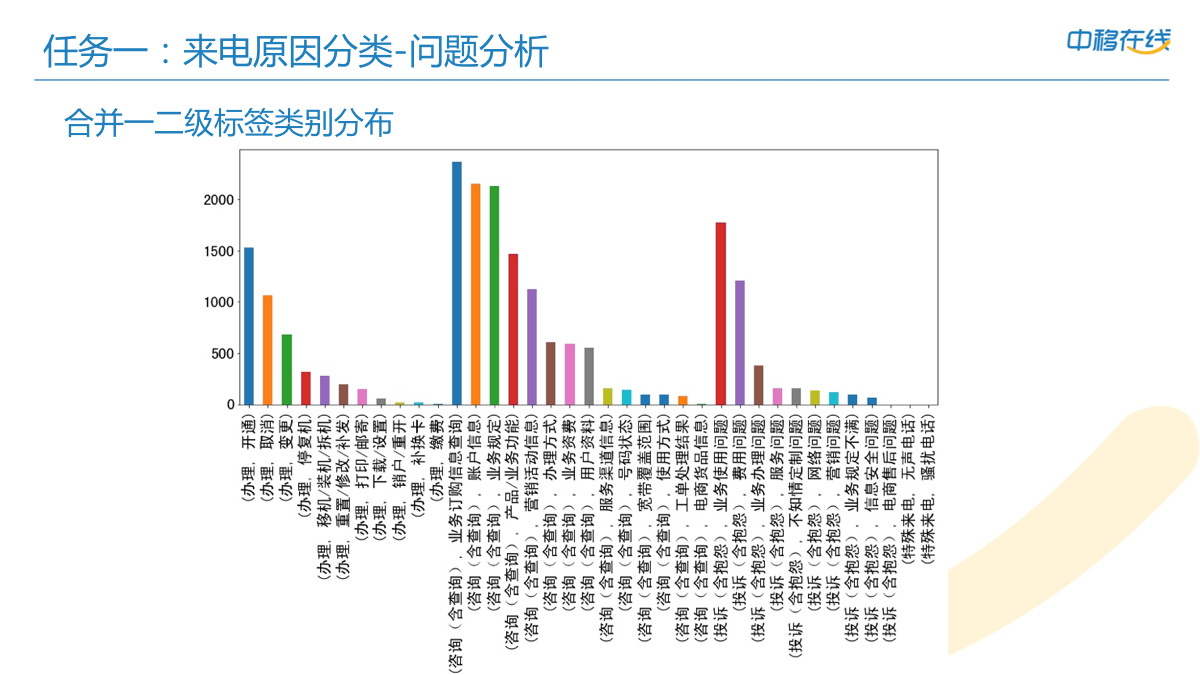 任务一：来电原因分类-问题分析
中移在线
合并一二级标签类别分布
2000
1500
1000
500
0
(办理, 开通)
(办理, 取消)
(办理, 变更)
(办理, 停复机)
(办理, 移机/装机/拆机)
(办理, 重置/修改/补发)
(办理, 打印/邮寄)
(办理, 下载/设置)
(办理, 销户/重开)
(办理, 补换卡)
(办理, 缴费)
(咨询（含查询）, 业务订购信息查询)
(咨询（含查询）, 账户信息)
(咨询（含查询）, 业务规定)
(咨询（含查询）, 产品/业务功能)
(咨询（含查询）, 营销活动信息)
(咨询（含查询）, 办理方式)
(咨询（含查询）, 业务资费)
(咨询（含查询）, 用户资料)
(咨询（含查询）, 服务渠道信息)
(咨询（含查询）, 号码状态)
(咨询（含查询）, 宽带覆盖范围)
(咨询（含查询）, 使用方式)
(咨询（含查询）, 工单处理结果)
(咨询（含查询）, 电商货品信息)
(投诉（含抱怨）, 业务使用问题)
(投诉（含抱怨）, 费用问题)
(投诉（含抱怨）, 业务办理问题)
(投诉（含抱怨）, 服务问题)
(投诉（含抱怨）, 不知情定制问题)
(投诉（含抱怨）, 网络问题)
(投诉（含抱怨）, 营销问题)
(投诉（含抱怨）, 业务规定不满)
(投诉（含抱怨）, 信息安全问题)
(投诉（含抱怨）, 电商售后问题)
(特殊来电, 无声电话)
(特殊来电, 骚扰电话)